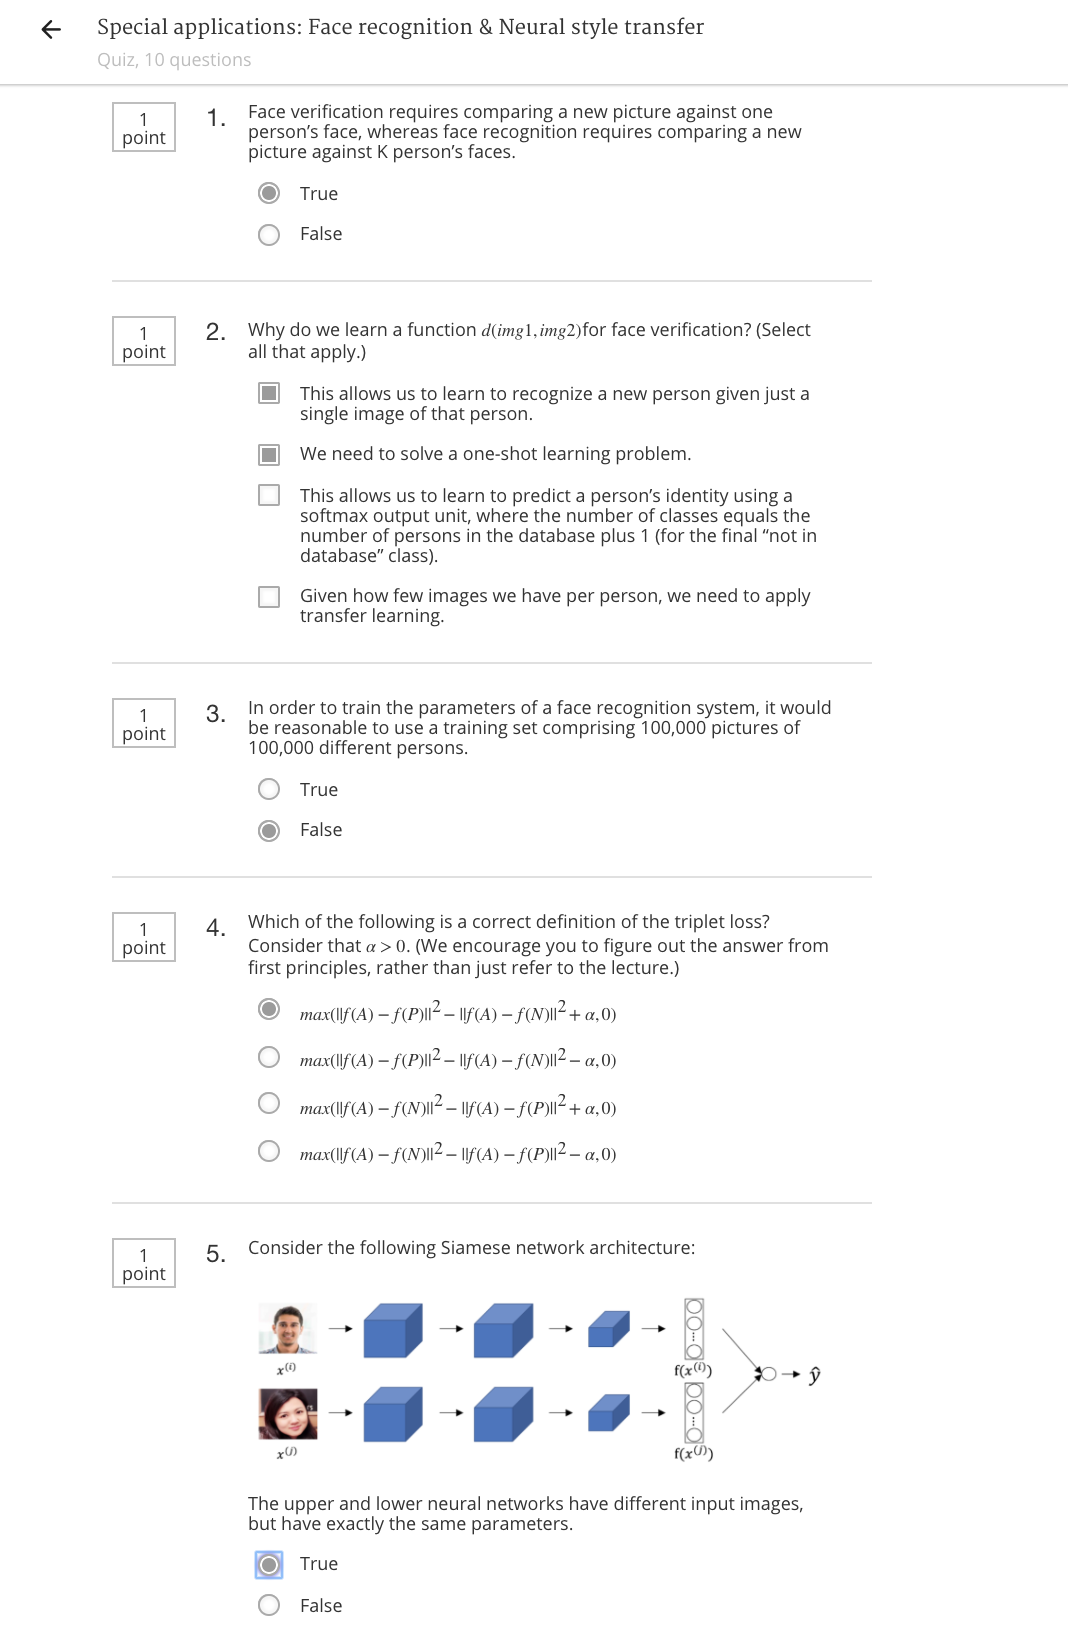 Special applications: Face recognition & Neural style transfer
Quiz, 10 questions
1
point
1.
Face verification requires comparing a new picture against one
person's face, whereas face recognition requires comparing a new
picture against K person's faces.
True
False
1
point
2.
Why do we learn a function d(img1, img2)for face verification? (Select
all that apply.)
This allows us to learn to recognize a new person given just a
single image of that person.
We need to solve a one-shot learning problem.
This allows us to learn to predict a person's identity using a
softmax output unit, where the number of classes equals the
number of persons in the database plus 1 (for the final “not in
database” class).
Given how few images we have per person, we need to apply
transfer learning.
1
point
3.
In order to train the parameters of a face recognition system, it would
be reasonable to use a training set comprising 100,000 pictures of
100,000 different persons.
True
False
1
point
4.
Which of the following is a correct definition of the triplet loss?
Consider that α > 0. (We encourage you to figure out the answer from
first principles, rather than just refer to the lecture.)
max(||f(A) − f(P)||² − ||f(A) − f(N)||² + α, 0)
max(||f(A) − f(P)||² − ||f(A) − f(N)||² − α, 0)
max(||f(A) − f(N)||² − ||f(A) − f(P)||² + α, 0)
max(||f(A) − f(N)||² − ||f(A) − f(P)||² − α, 0)
1
point
5.
Consider the following Siamese network architecture:
x⁽ⁱ⁾
f(x⁽ⁱ⁾)
ŷ
x⁽ʲ⁾
f(x⁽ʲ⁾)
The upper and lower neural networks have different input images,
but have exactly the same parameters.
True
False